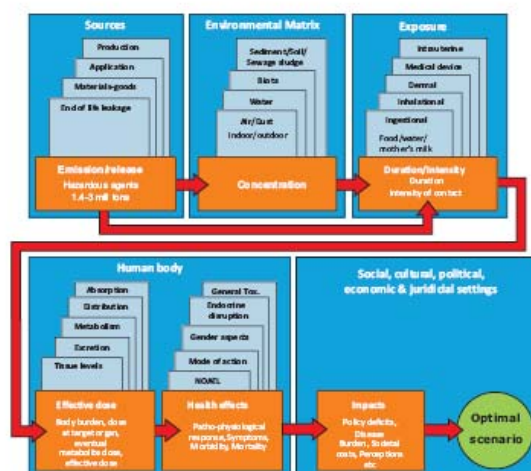 Sources
Production
Application
Materials-goods
End of life leakage
Emission/release
Hazardous agents
1.4-3 mill tons
Environmental Matrix
Sediment/Soil/
Sewage sludge
Biota
Water
Air/Dust
Indoor/outdoor
Concentration
Exposure
Intrauterine
Medical device
Dermal
Inhalational
Ingestional
Food/water/
mother's milk
Duration/Intensity
Duration
Intensity of contact
Human body
Absorption
Distribution
Metabolism
Excretion
Tissue levels
Effective dose
Body burden, dose
at target organ,
eventual
metabolized dose,
effective dose
General Tox.
Endocrine
disruption
Gender aspects
Mode of action
NOAEL
Health effects
Patho-physiological
response, Symptoms,
Morbidity, Mortality
Social, cultural, political,
economic & juridicial settings
Impacts
Policy deficits,
Disease
Burden, Societal
costs, Perceptions
etc
Optimal
scenario